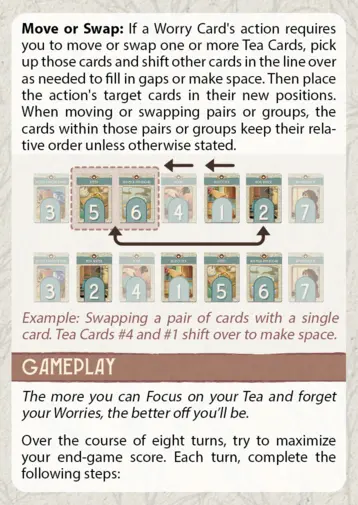 Move or Swap: If a Worry Card's action requires
you to move or swap one or more Tea Cards, pick
up those cards and shift other cards in the line over
as needed to fill in gaps or make space. Then place
the action's target cards in their new positions.
When moving or swapping pairs or groups, the
cards within those pairs or groups keep their rela-
tive order unless otherwise stated.
3 5 6 4 1 2 7
3 2 4 1 5 6 7
Example: Swapping a pair of cards with a single
card. Tea Cards #4 and #1 shift over to make space.
GAMEPLAY
The more you can Focus on your Tea and forget
your Worries, the better off you'll be.
Over the course of eight turns, try to maximize
your end-game score. Each turn, complete the
following steps: